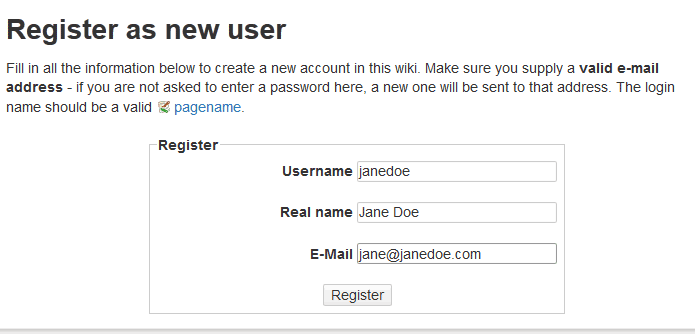 Register as new user
Fill in all the information below to create a new account in this wiki. Make sure you supply a valid e-mail
address - if you are not asked to enter a password here, a new one will be sent to that address. The login
name should be a valid pagename.
Register
Username janedoe
Real name Jane Doe
E-Mail jane@janedoe.com
Register